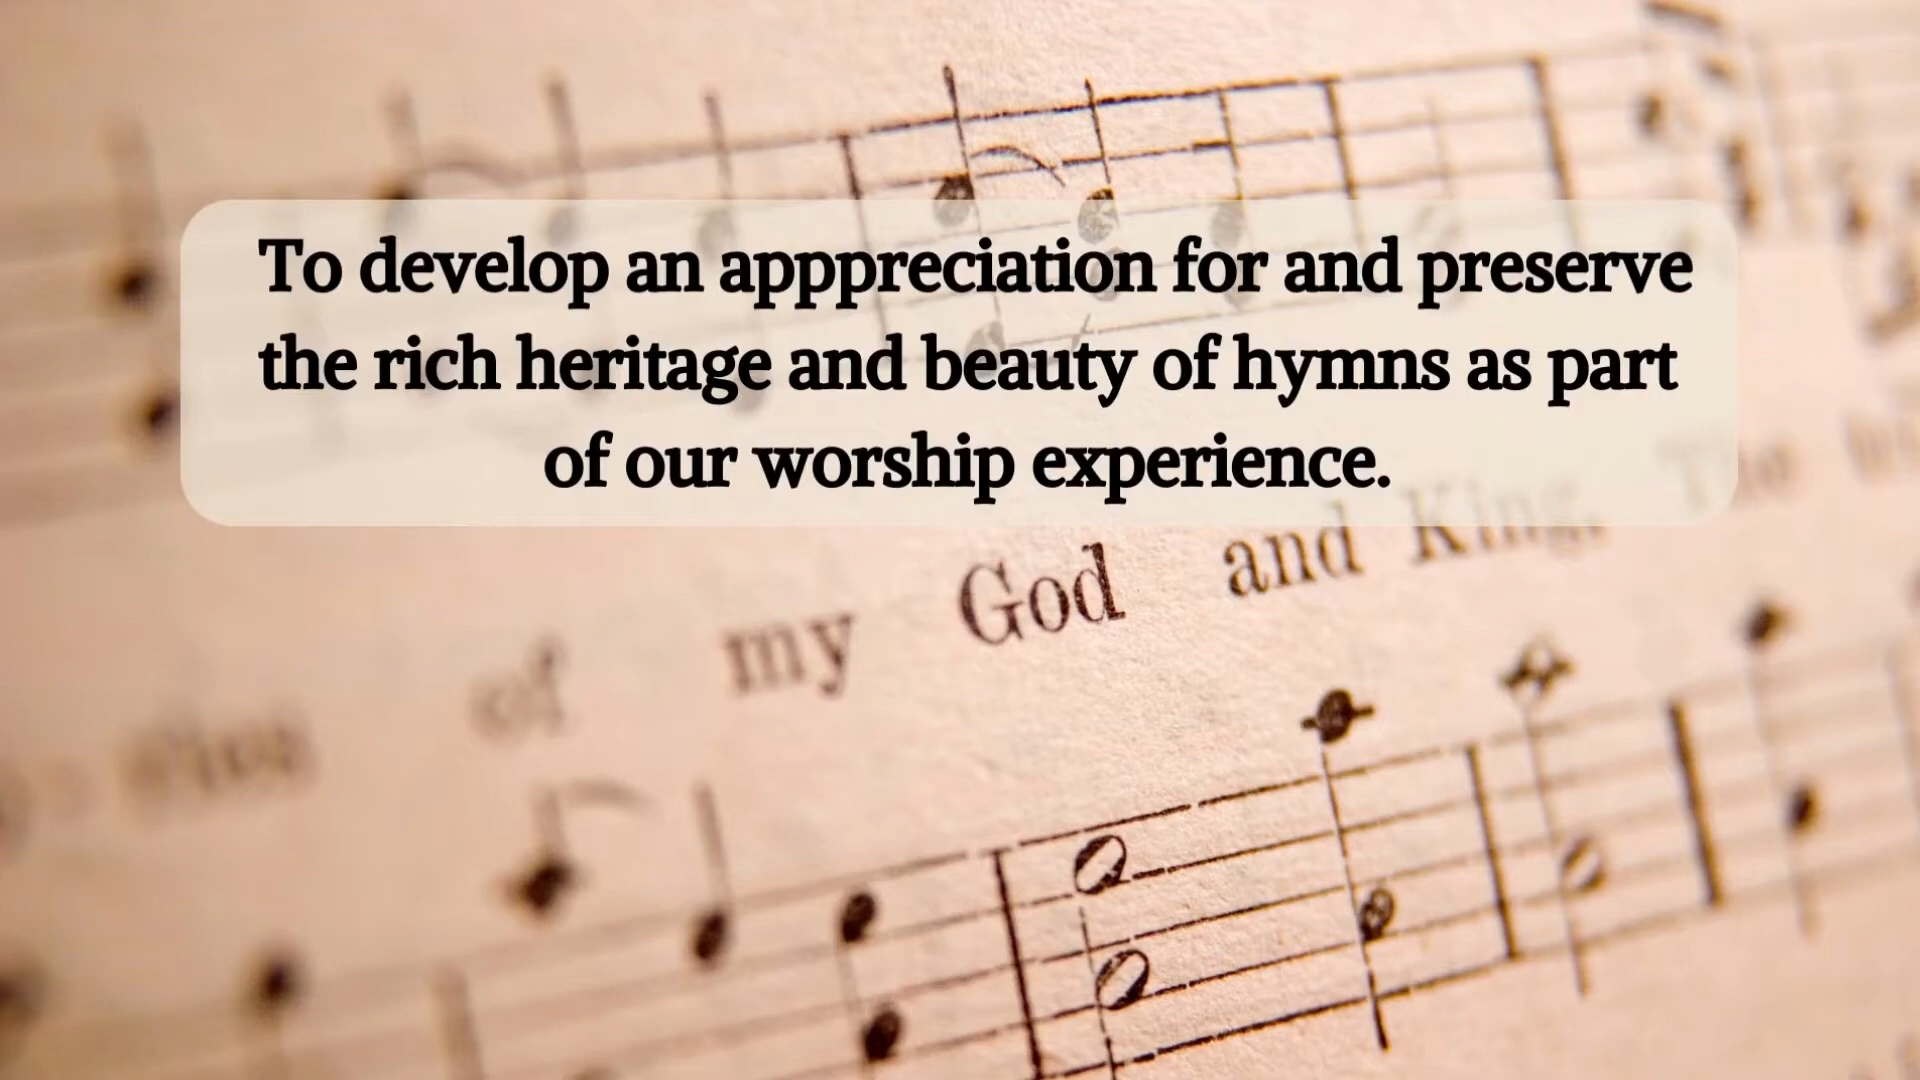 To develop an apppreciation for and preserve
the rich heritage and beauty of hymns as part
of our worship experience.
of my God and King, The